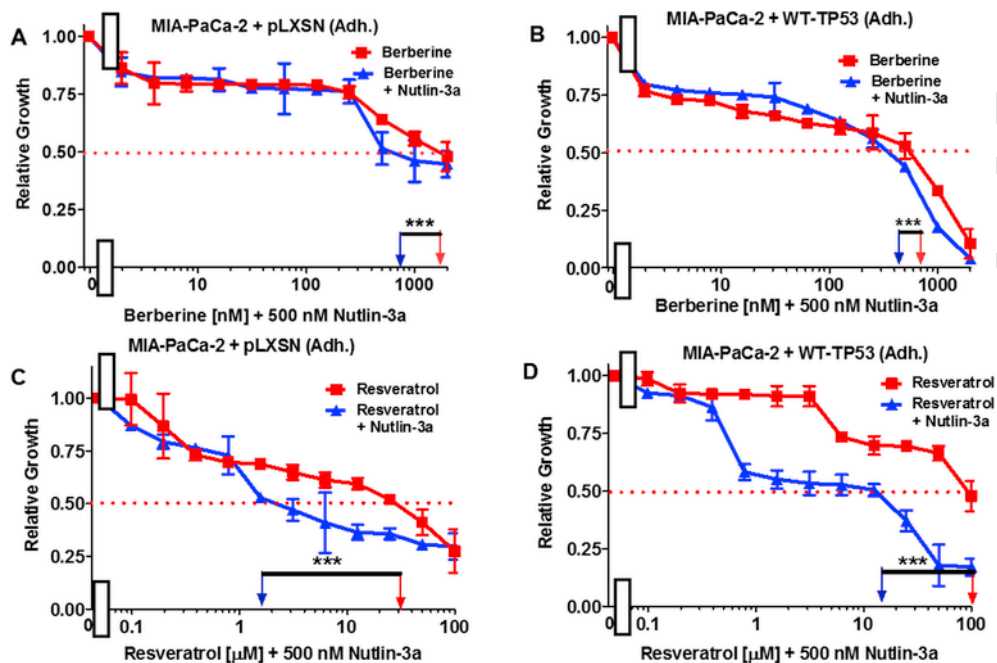 A
MIA-PaCa-2 + pLXSN (Adh.)
Berberine
Berberine
+ Nutlin-3a
Relative Growth
1.00
0.75
0.50
0.25
0.00
***
0
10
100
1000
Berberine [nM] + 500 nM Nutlin-3a
B
MIA-PaCa-2 + WT-TP53 (Adh.)
Berberine
Berberine
+ Nutlin-3a
Relative Growth
1.00
0.75
0.50
0.25
0.00
***
0
10
100
1000
Berberine [nM] + 500 nM Nutlin-3a
C
MIA-PaCa-2 + pLXSN (Adh.)
Resveratrol
Resveratrol
+ Nutlin-3a
Relative Growth
1.00
0.75
0.50
0.25
0.00
***
0
0.1
1
10
100
Resveratrol [µM] + 500 nM Nutlin-3a
D
MIA-PaCa-2 + WT-TP53 (Adh.)
Resveratrol
Resveratrol
+ Nutlin-3a
Relative Growth
1.00
0.75
0.50
0.25
0.00
***
0
0.1
1
10
100
Resveratrol [µM] + 500 nM Nutlin-3a